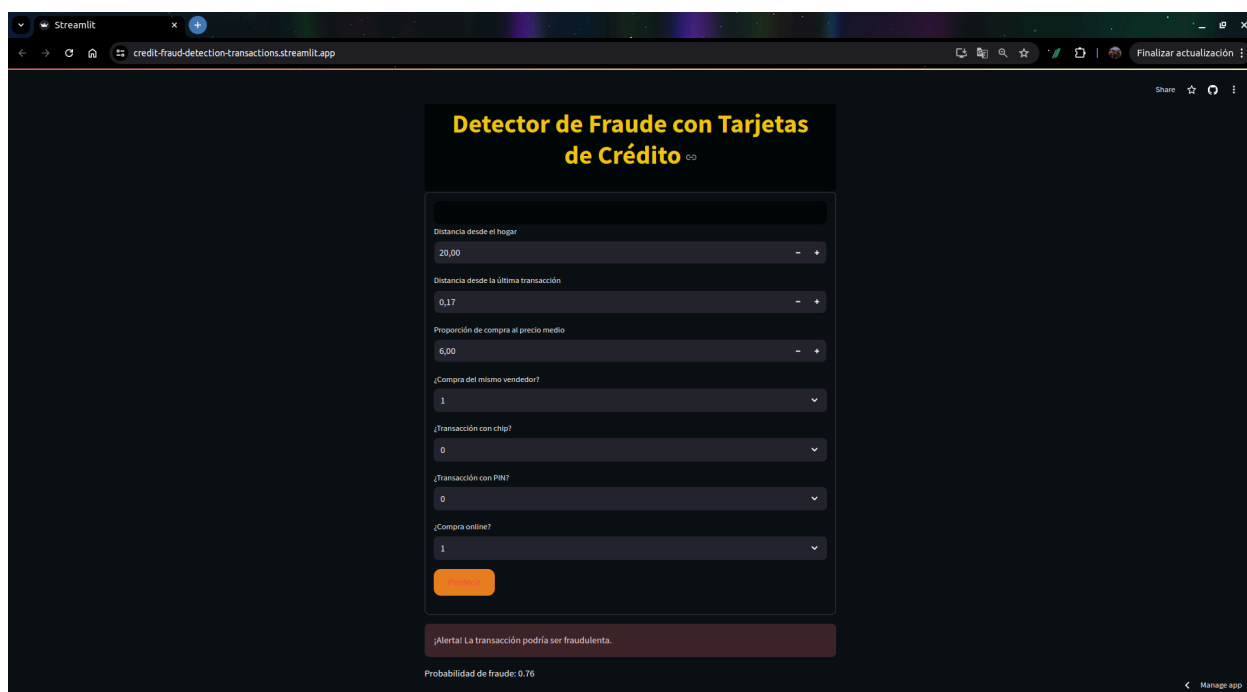 Streamlit
credit-fraud-detection-transactions.streamlit.app
Finalizar actualización
Share
Detector de Fraude con Tarjetas
de Crédito
Distancia desde el hogar
20,00
Distancia desde la última transacción
0,17
Proporción de compra al precio medio
6,00
¿Compra del mismo vendedor?
1
¿Transacción con chip?
0
¿Transacción con PIN?
0
¿Compra online?
1
Predecir
¡Alerta! La transacción podría ser fraudulenta.
Probabilidad de fraude: 0.76
Manage app